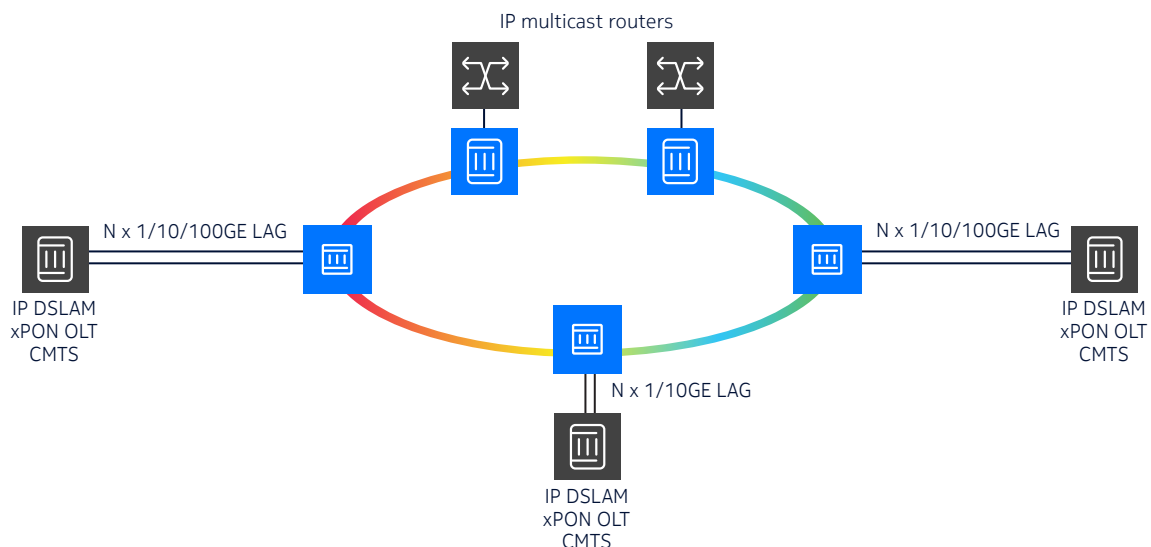 IP multicast routers
N x 1/10/100GE LAG
N x 1/10/100GE LAG
IP DSLAM
xPON OLT
CMTS
IP DSLAM
xPON OLT
CMTS
N x 1/10GE LAG
IP DSLAM
xPON OLT
CMTS